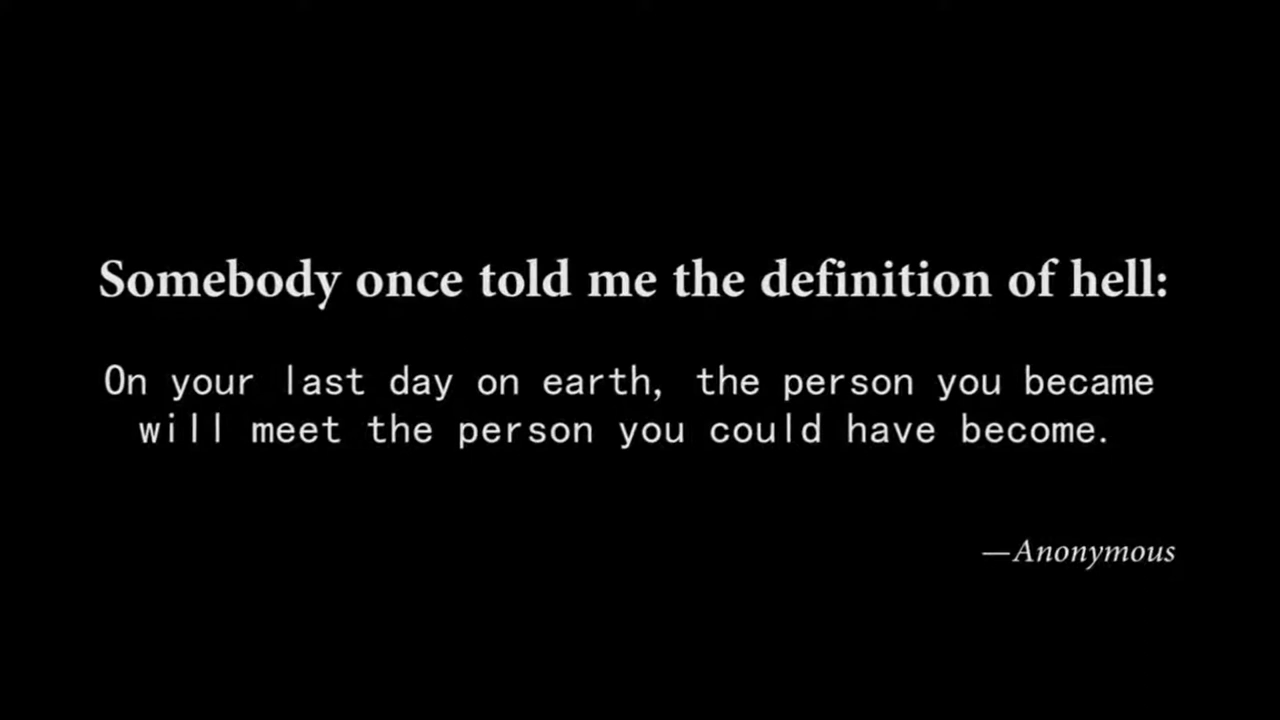 Somebody once told me the definition of hell:
On your last day on earth, the person you became
will meet the person you could have become.
—Anonymous